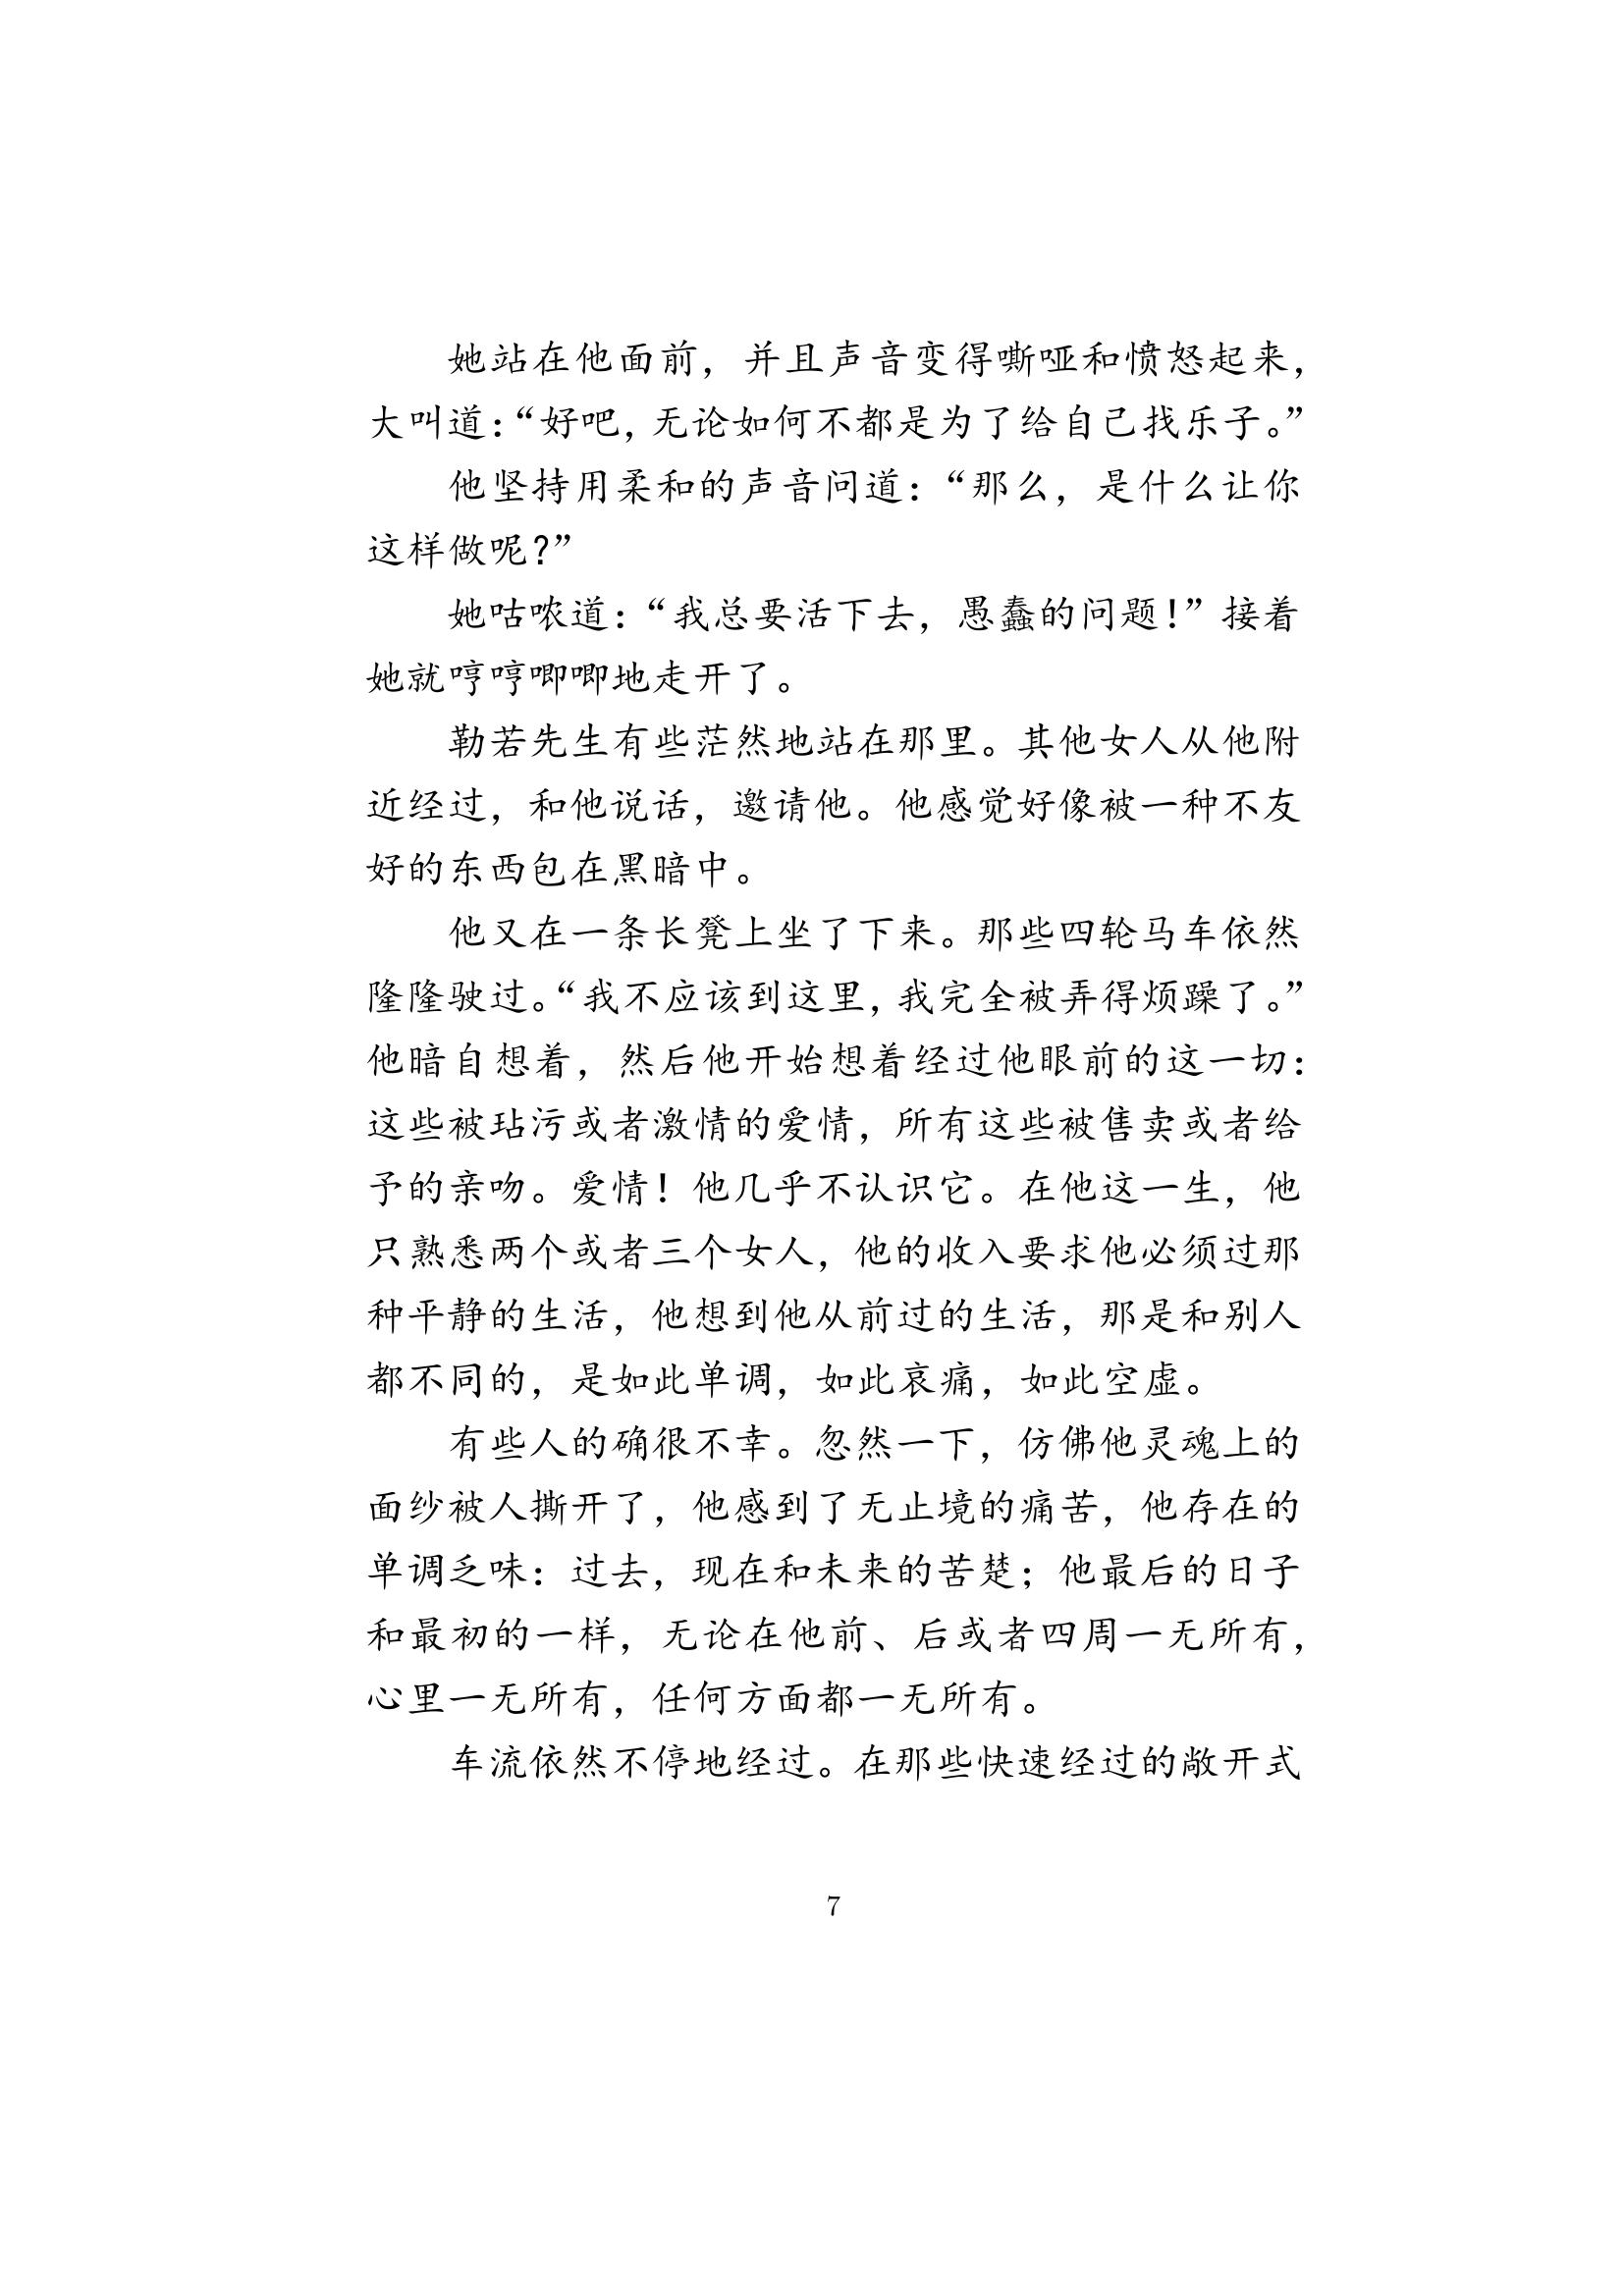 她站在他面前，并且声音变得嘶哑和愤怒起来，
大叫道：“好吧，无论如何不都是为了给自己找乐子。”
他坚持用柔和的声音问道：“那么，是什么让你
这样做呢？”
她咕哝道：“我总要活下去，愚蠢的问题！”接着
她就哼哼唧唧地走开了。
勒若先生有些茫然地站在那里。其他女人从他附
近经过，和他说话，邀请他。他感觉好像被一种不友
好的东西包在黑暗中。
他又在一条长凳上坐了下来。那些四轮马车依然
隆隆驶过。“我不应该到这里，我完全被弄得烦躁了。”
他暗自想着，然后他开始想着经过他眼前的这一切：
这些被玷污或者激情的爱情，所有这些被售卖或者给
予的亲吻。爱情！他几乎不认识它。在他这一生，他
只熟悉两个或者三个女人，他的收入要求他必须过那
种平静的生活，他想到他从前过的生活，那是和别人
都不同的，是如此单调，如此哀痛，如此空虚。
有些人的确很不幸。忽然一下，仿佛他灵魂上的
面纱被人撕开了，他感到了无止境的痛苦，他存在的
单调乏味：过去，现在和未来的苦楚；他最后的日子
和最初的一样，无论在他前、后或者四周一无所有，
心里一无所有，任何方面都一无所有。
车流依然不停地经过。在那些快速经过的敞开式
7